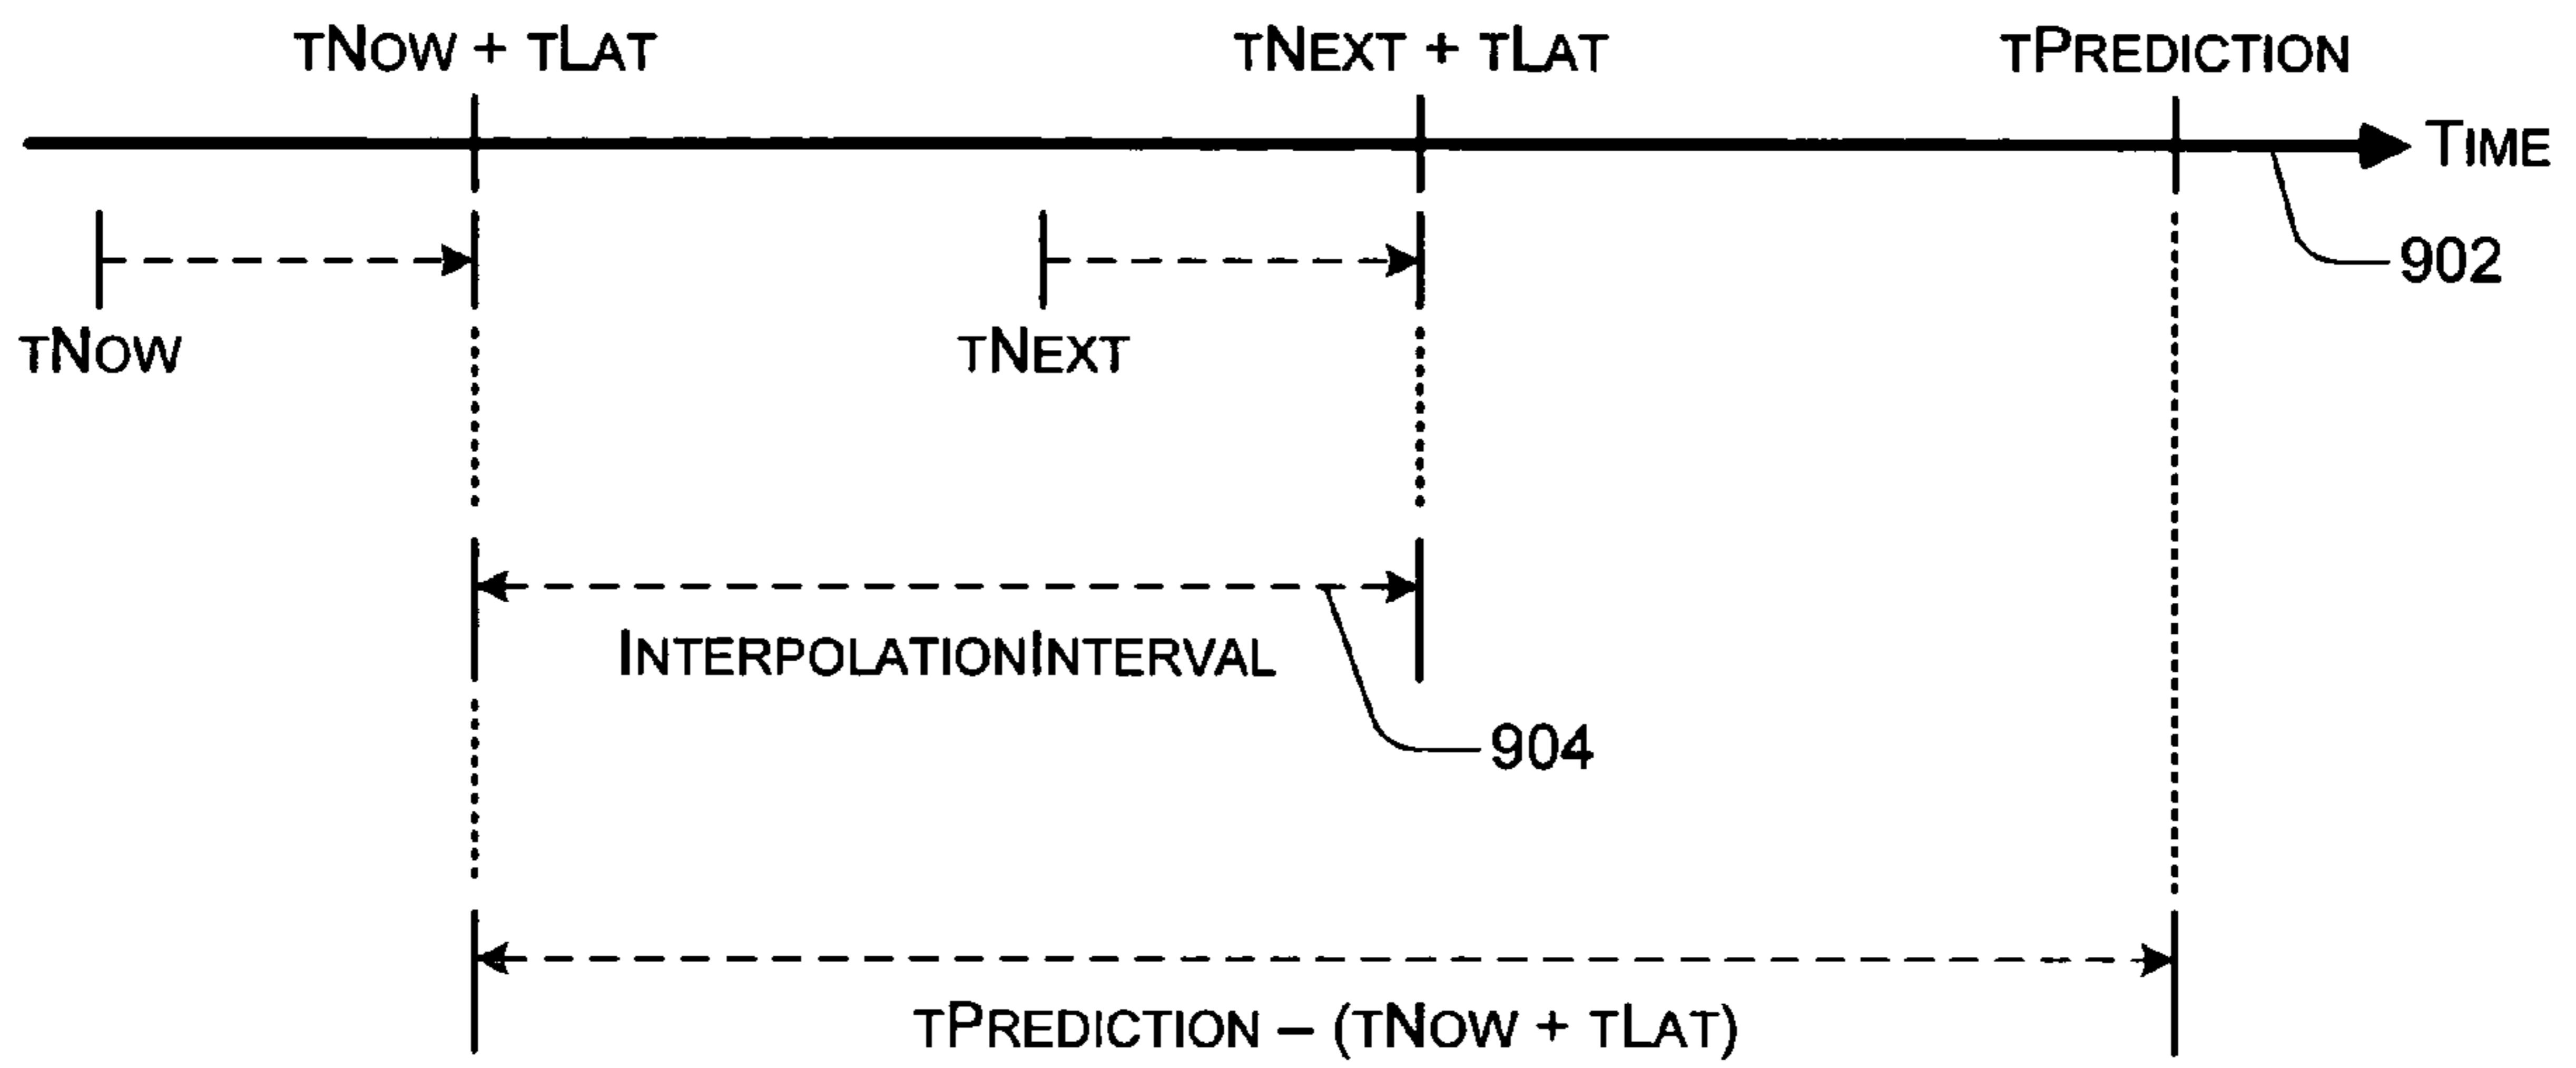 TNOW + TLAT
TNEXT + TLAT
TPREDICTION
TIME
902
TNOW
TNEXT
INTERPOLATIONINTERVAL
904
TPREDICTION – (TNOW + TLAT)